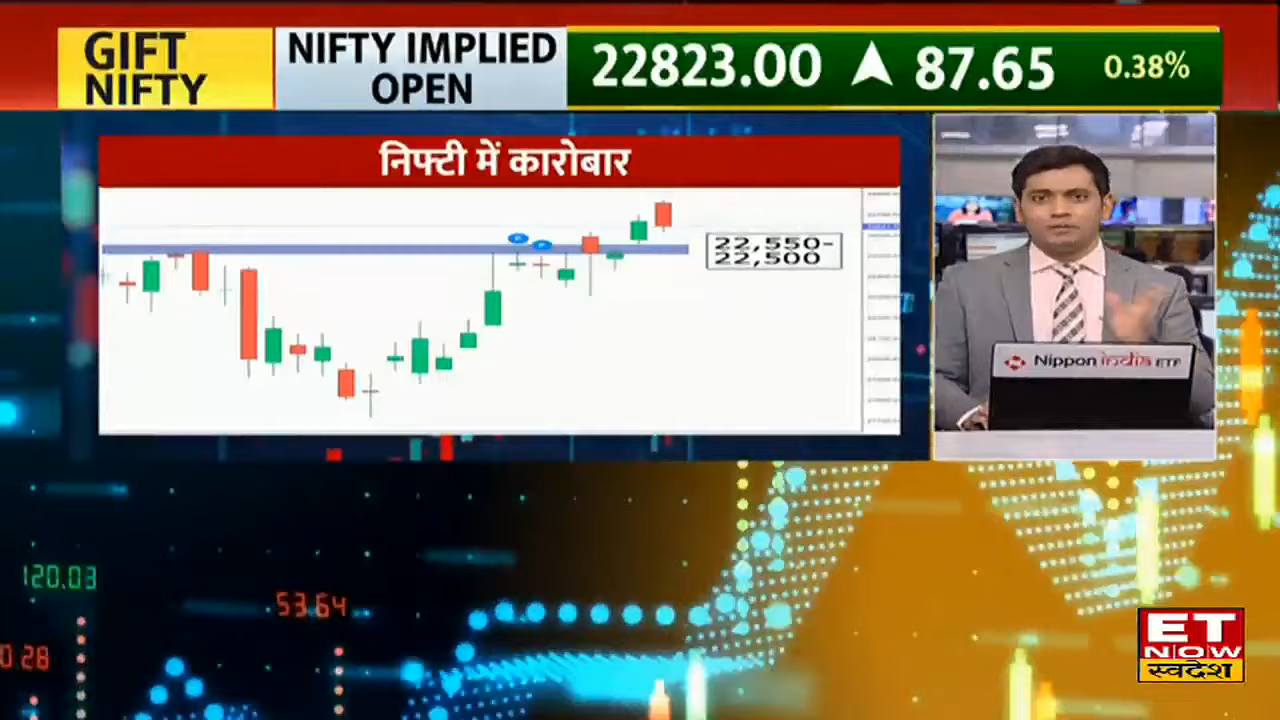 GIFT
NIFTY
NIFTY IMPLIED
OPEN
22823.00
87.65
0.38%
निफ्टी में कारोबार
22,550-
22,500
Nippon india ETF
120.03
53.64
0.28
ET
NOW
स्वदेश